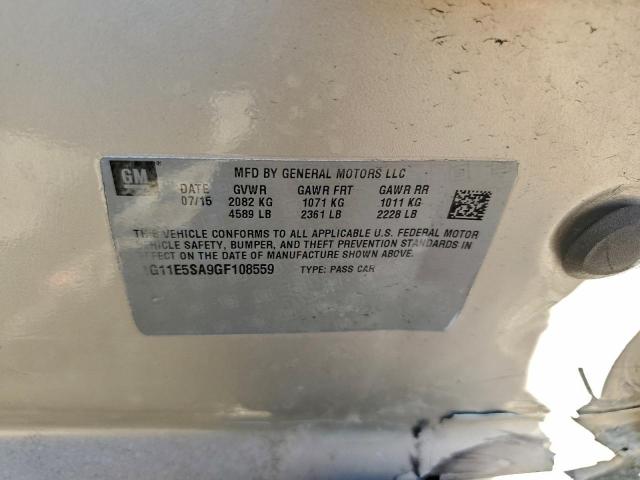 GM
MFD BY GENERAL MOTORS LLC
DATE GVWR GAWR FRT GAWR RR
07/15 2082 KG 1071 KG 1011 KG
4589 LB 2361 LB 2228 LB
THIS VEHICLE CONFORMS TO ALL APPLICABLE U.S. FEDERAL MOTOR
VEHICLE SAFETY, BUMPER, AND THEFT PREVENTION STANDARDS IN
EFFECT ON THE DATE OF MANUFACTURE SHOWN ABOVE.
1G11E5SA9GF108559 TYPE: PASS CAR